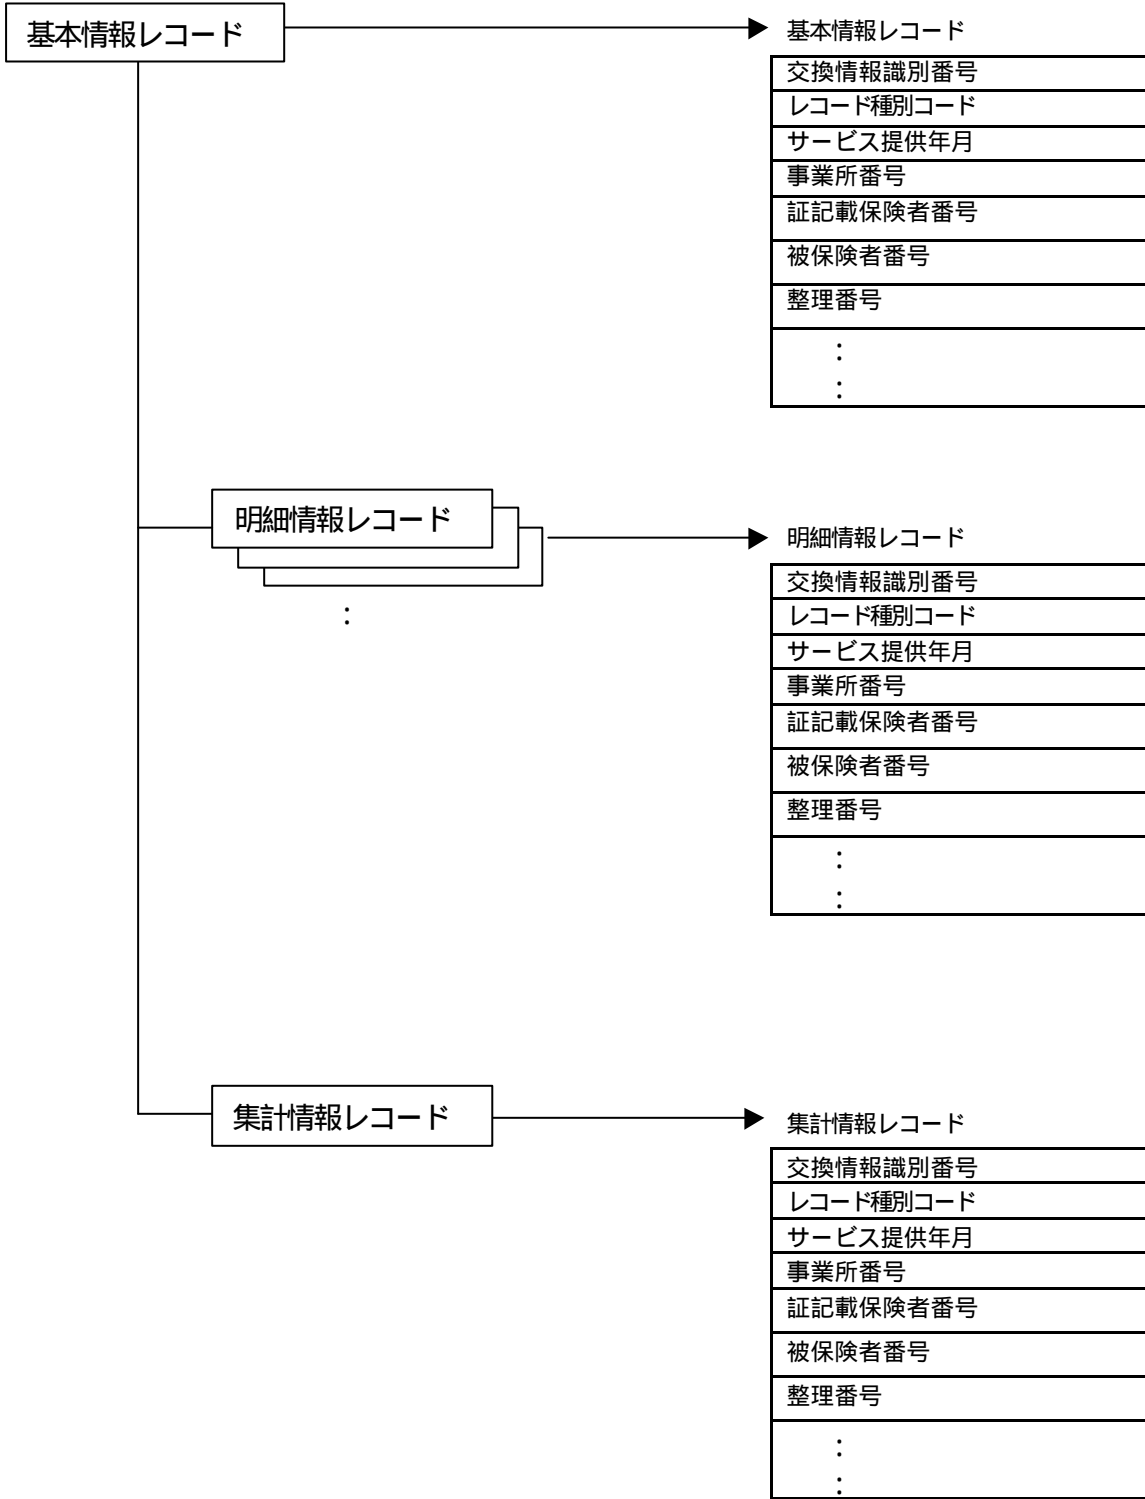 基本情報レコード
基本情報レコード
交換情報識別番号
レコード種別コード
サービス提供年月
事業所番号
証記載保険者番号
被保険者番号
整理番号
：
：
明細情報レコード
：
明細情報レコード
交換情報識別番号
レコード種別コード
サービス提供年月
事業所番号
証記載保険者番号
被保険者番号
整理番号
：
：
集計情報レコード
集計情報レコード
交換情報識別番号
レコード種別コード
サービス提供年月
事業所番号
証記載保険者番号
被保険者番号
整理番号
：
：